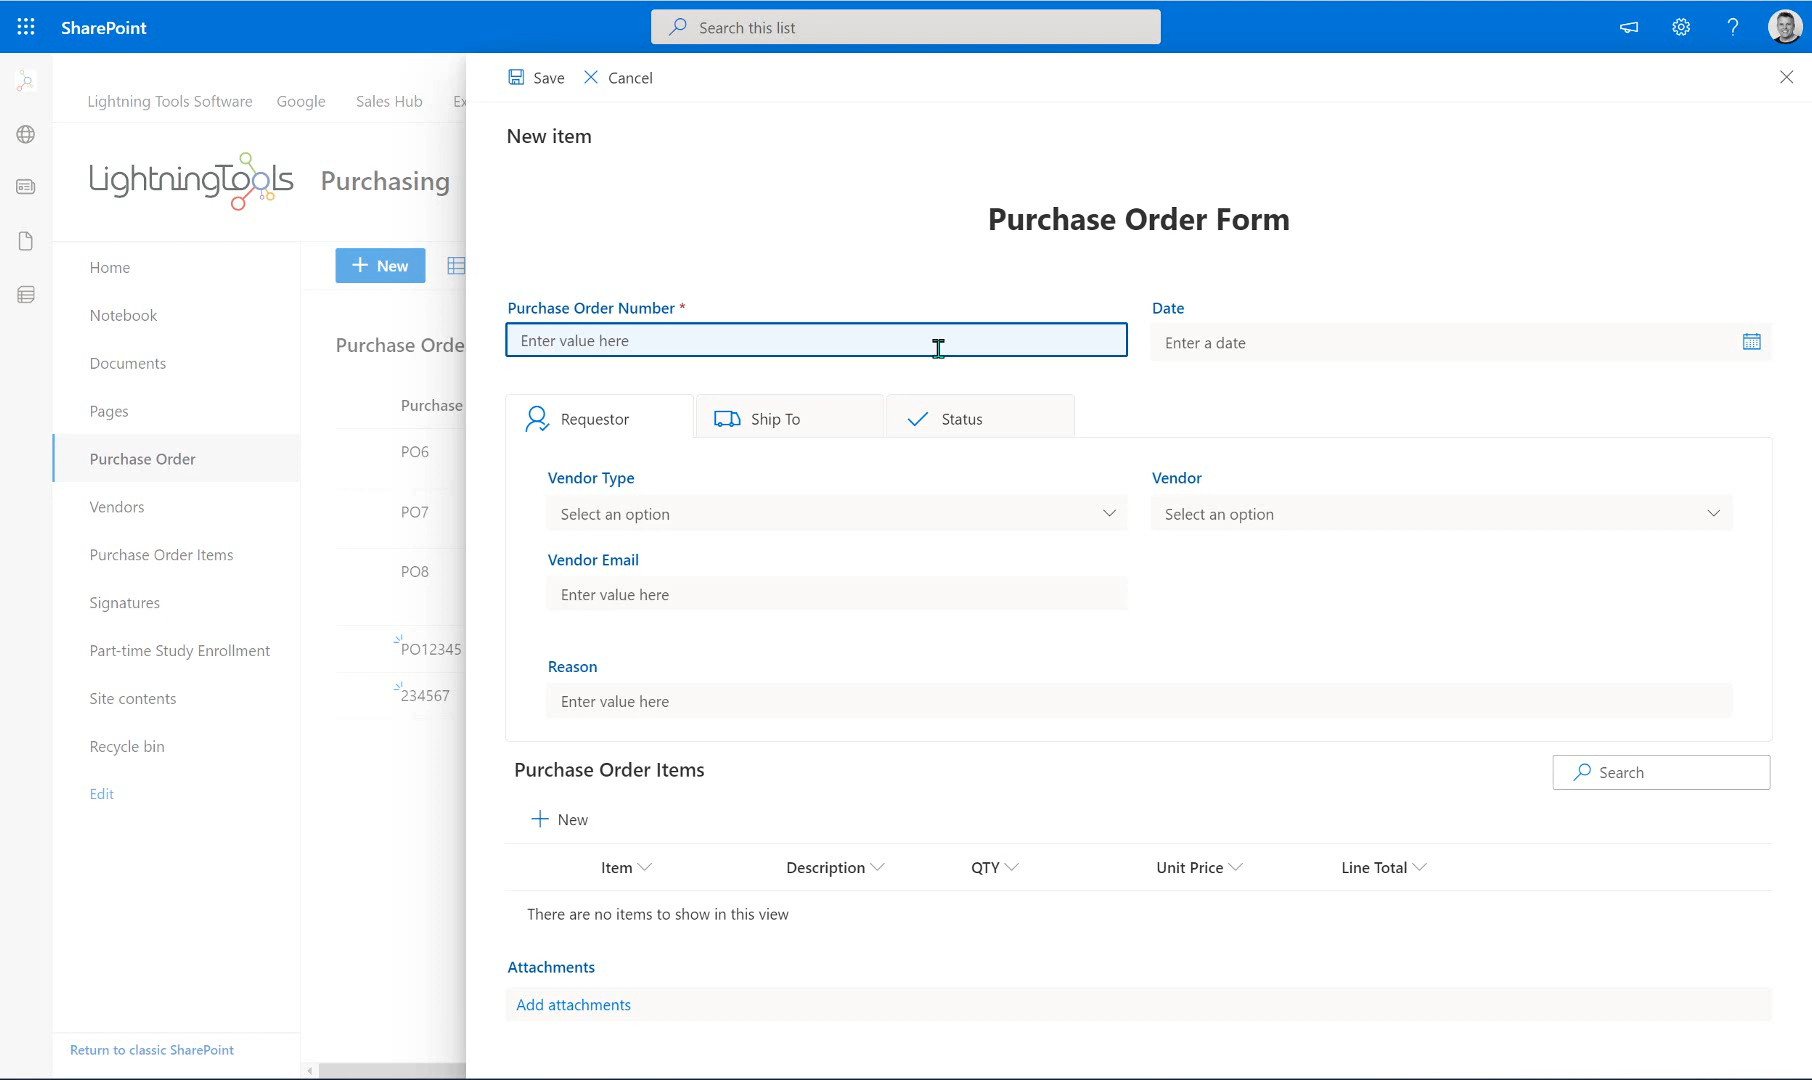 SharePoint
Search this list
?
Lightning Tools Software Google Sales Hub Ex
LightningTools
Purchasing
Home
Notebook
Documents
Pages
Purchase Order
Vendors
Purchase Order Items
Signatures
Part-time Study Enrollment
Site contents
Recycle bin
Edit
Return to classic SharePoint
+ New
Purchase Orde
Purchase
PO6
PO7
PO8
PO12345
234567
Save Cancel
New item
Purchase Order Form
Purchase Order Number *
Enter value here
Date
Enter a date
Requestor Ship To Status
Vendor Type
Select an option
Vendor
Select an option
Vendor Email
Enter value here
Reason
Enter value here
Purchase Order Items
Search
+ New
Item Description QTY Unit Price Line Total
There are no items to show in this view
Attachments
Add attachments